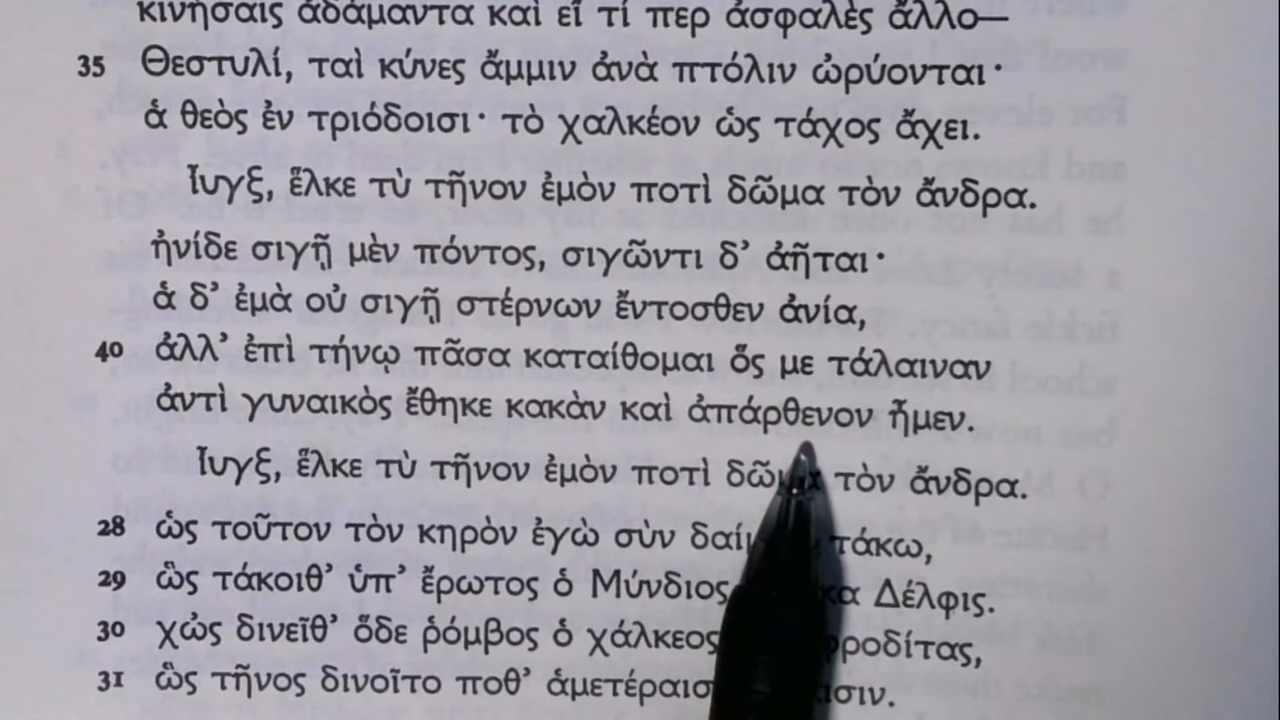 κινήσαις ἀδάμαντα καὶ εἴ τί περ ἀσφαλὲς ἄλλο—
35 Θεστυλί, ταὶ κύνες ἄμμιν ἀνὰ πτόλιν ὠρύονται·
ἁ θεὸς ἐν τριόδοισι· τὸ χαλκέον ὡς τάχος ἄχει.
Ἶυγξ, ἕλκε τὺ τῆνον ἐμὸν ποτὶ δῶμα τὸν ἄνδρα.
ἠνίδε σιγῇ μὲν πόντος, σιγῶντι δ’ ἀῆται·
ἁ δ’ ἐμὰ οὐ σιγῇ στέρνων ἔντοσθεν ἀνία,
40 ἀλλ’ ἐπὶ τήνῳ πᾶσα καταίθομαι ὅς με τάλαιναν
ἀντὶ γυναικὸς ἔθηκε κακὰν καὶ ἀπάρθενον ἦμεν.
Ἶυγξ, ἕλκε τὺ τῆνον ἐμὸν ποτὶ τὸν ἄνδρα.
28 ὡς τοῦτον τὸν κηρὸν ἐγὼ σὺν τάκω,
29 ὣς τάκοιθ’ ὑπ’ ἔρωτος ὁ Μύνδιος Δέλφις.
30 χὡς δινεῖθ’ ὅδε ῥόμβος ὁ χάλκεος
31 ὣς τῆνος δινοῖτο ποθ’